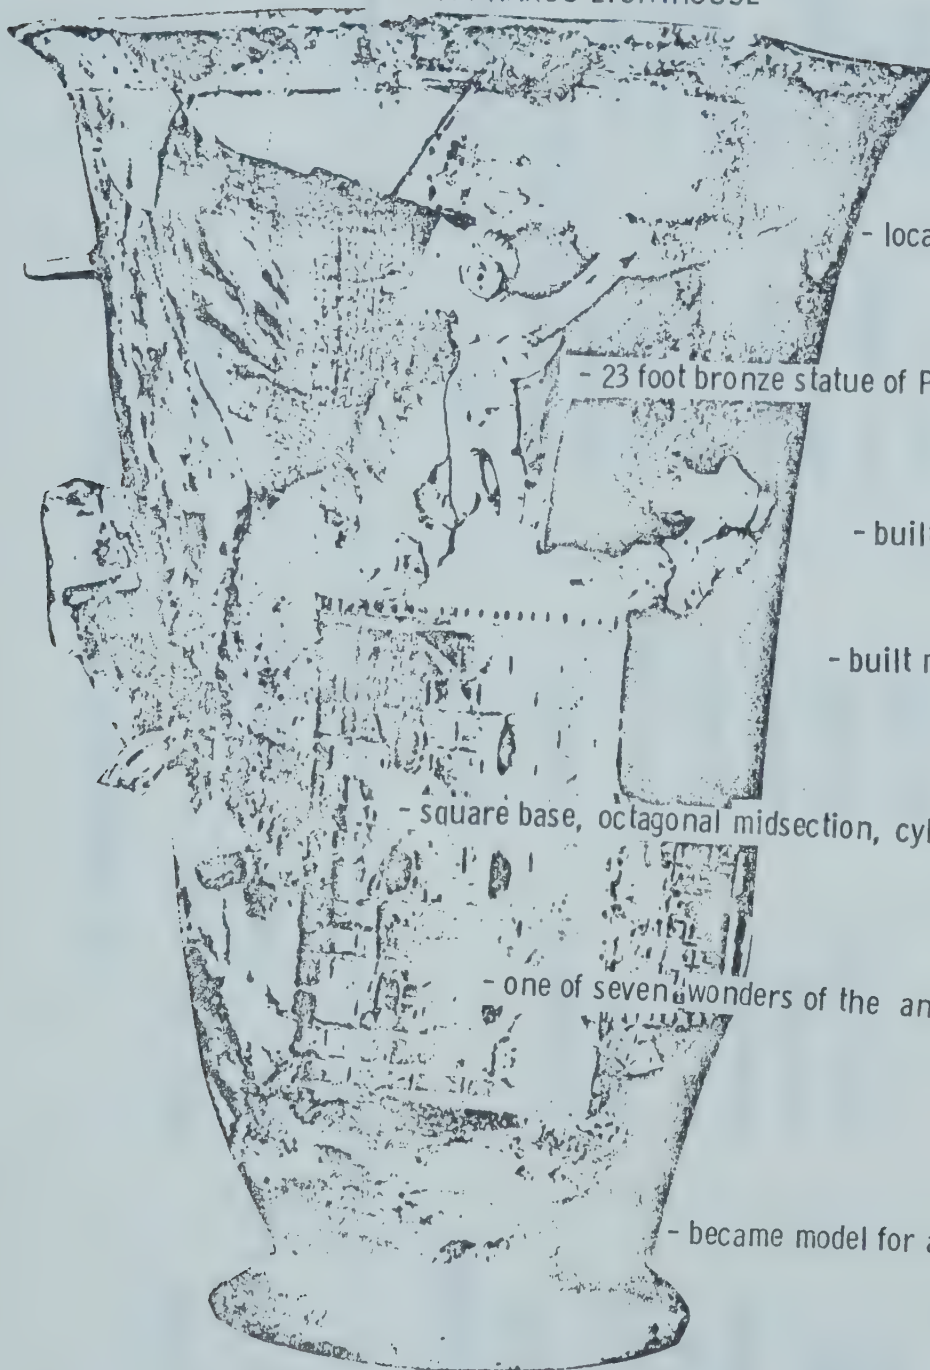 - loca
- 23 foot bronze statue of P
- buil
- built
- square base, octagonal midsection, cyl
- one of seven wonders of the an
- became model for a